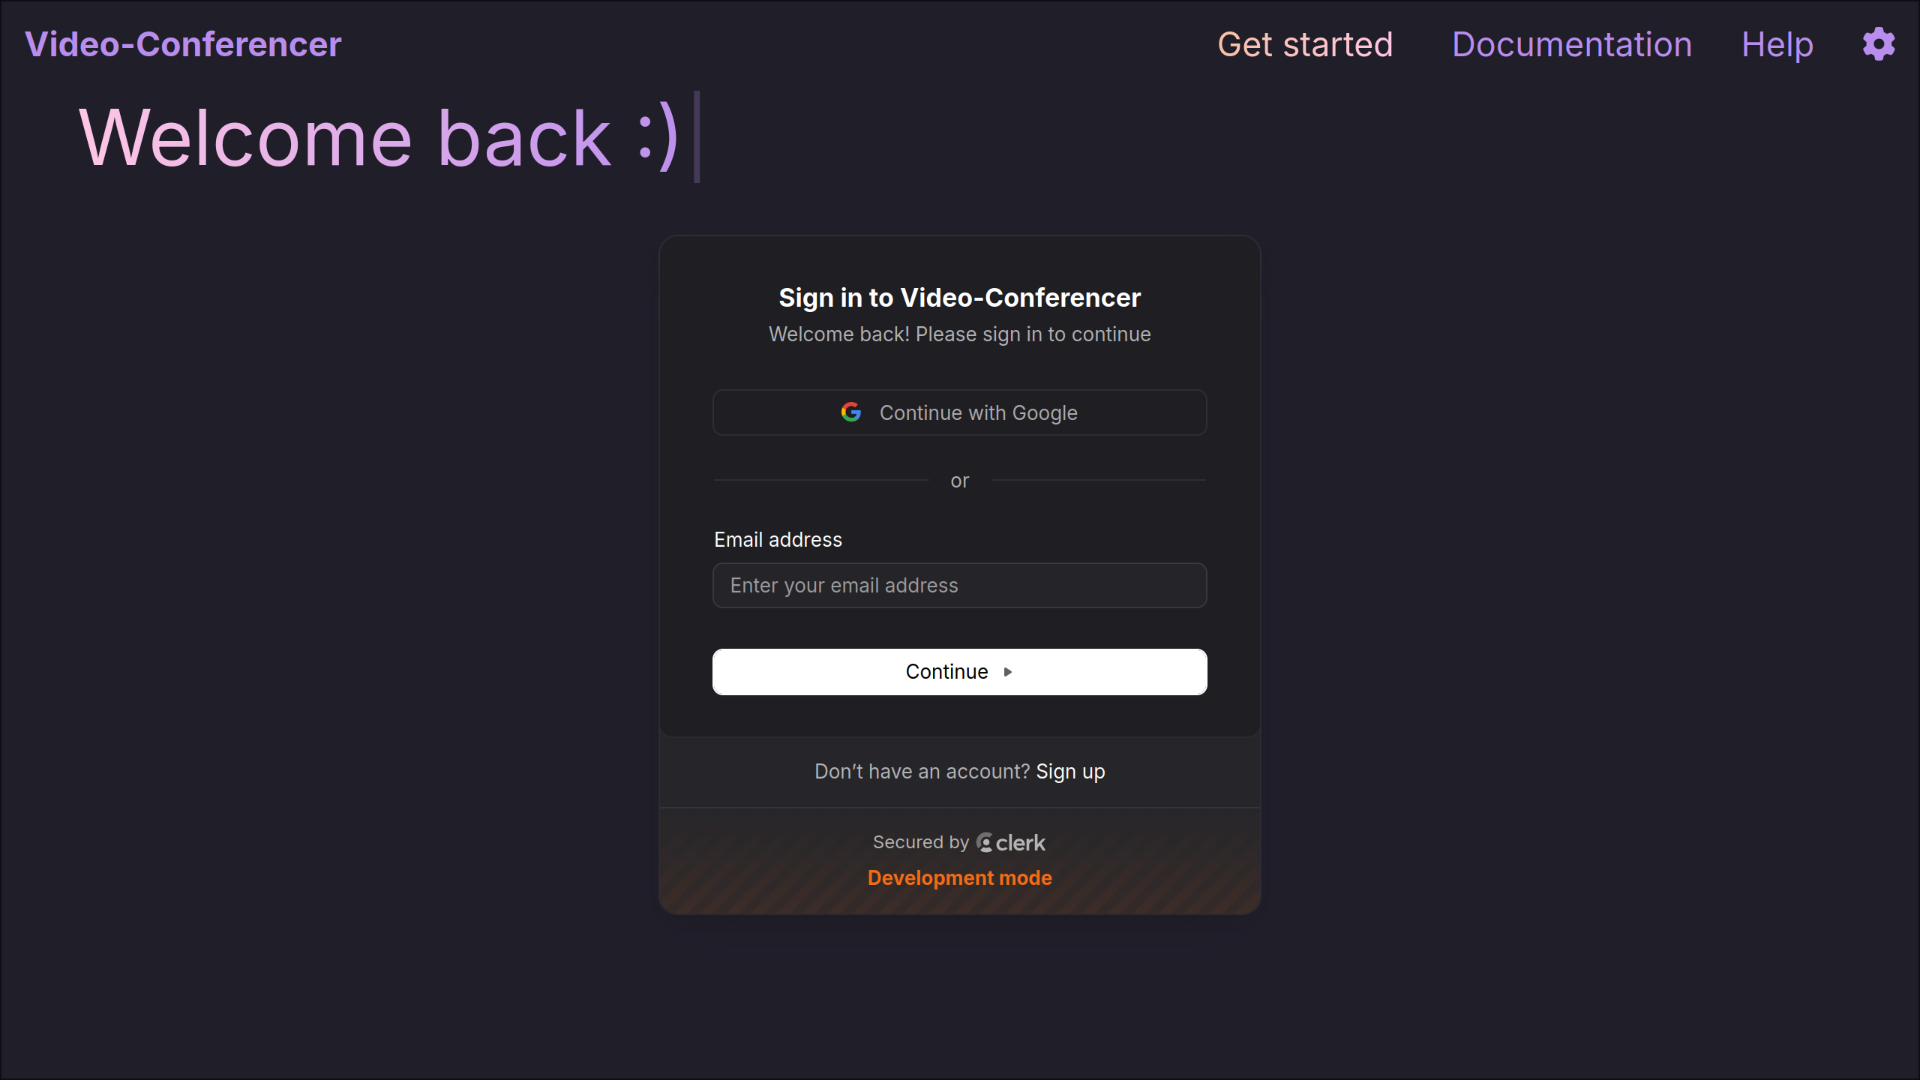 Video-Conferencer
Get started
Documentation
Help
Welcome back :)
Sign in to Video-Conferencer
Welcome back! Please sign in to continue
Continue with Google
or
Email address
Enter your email address
Continue
Don’t have an account? Sign up
Secured by clerk
Development mode